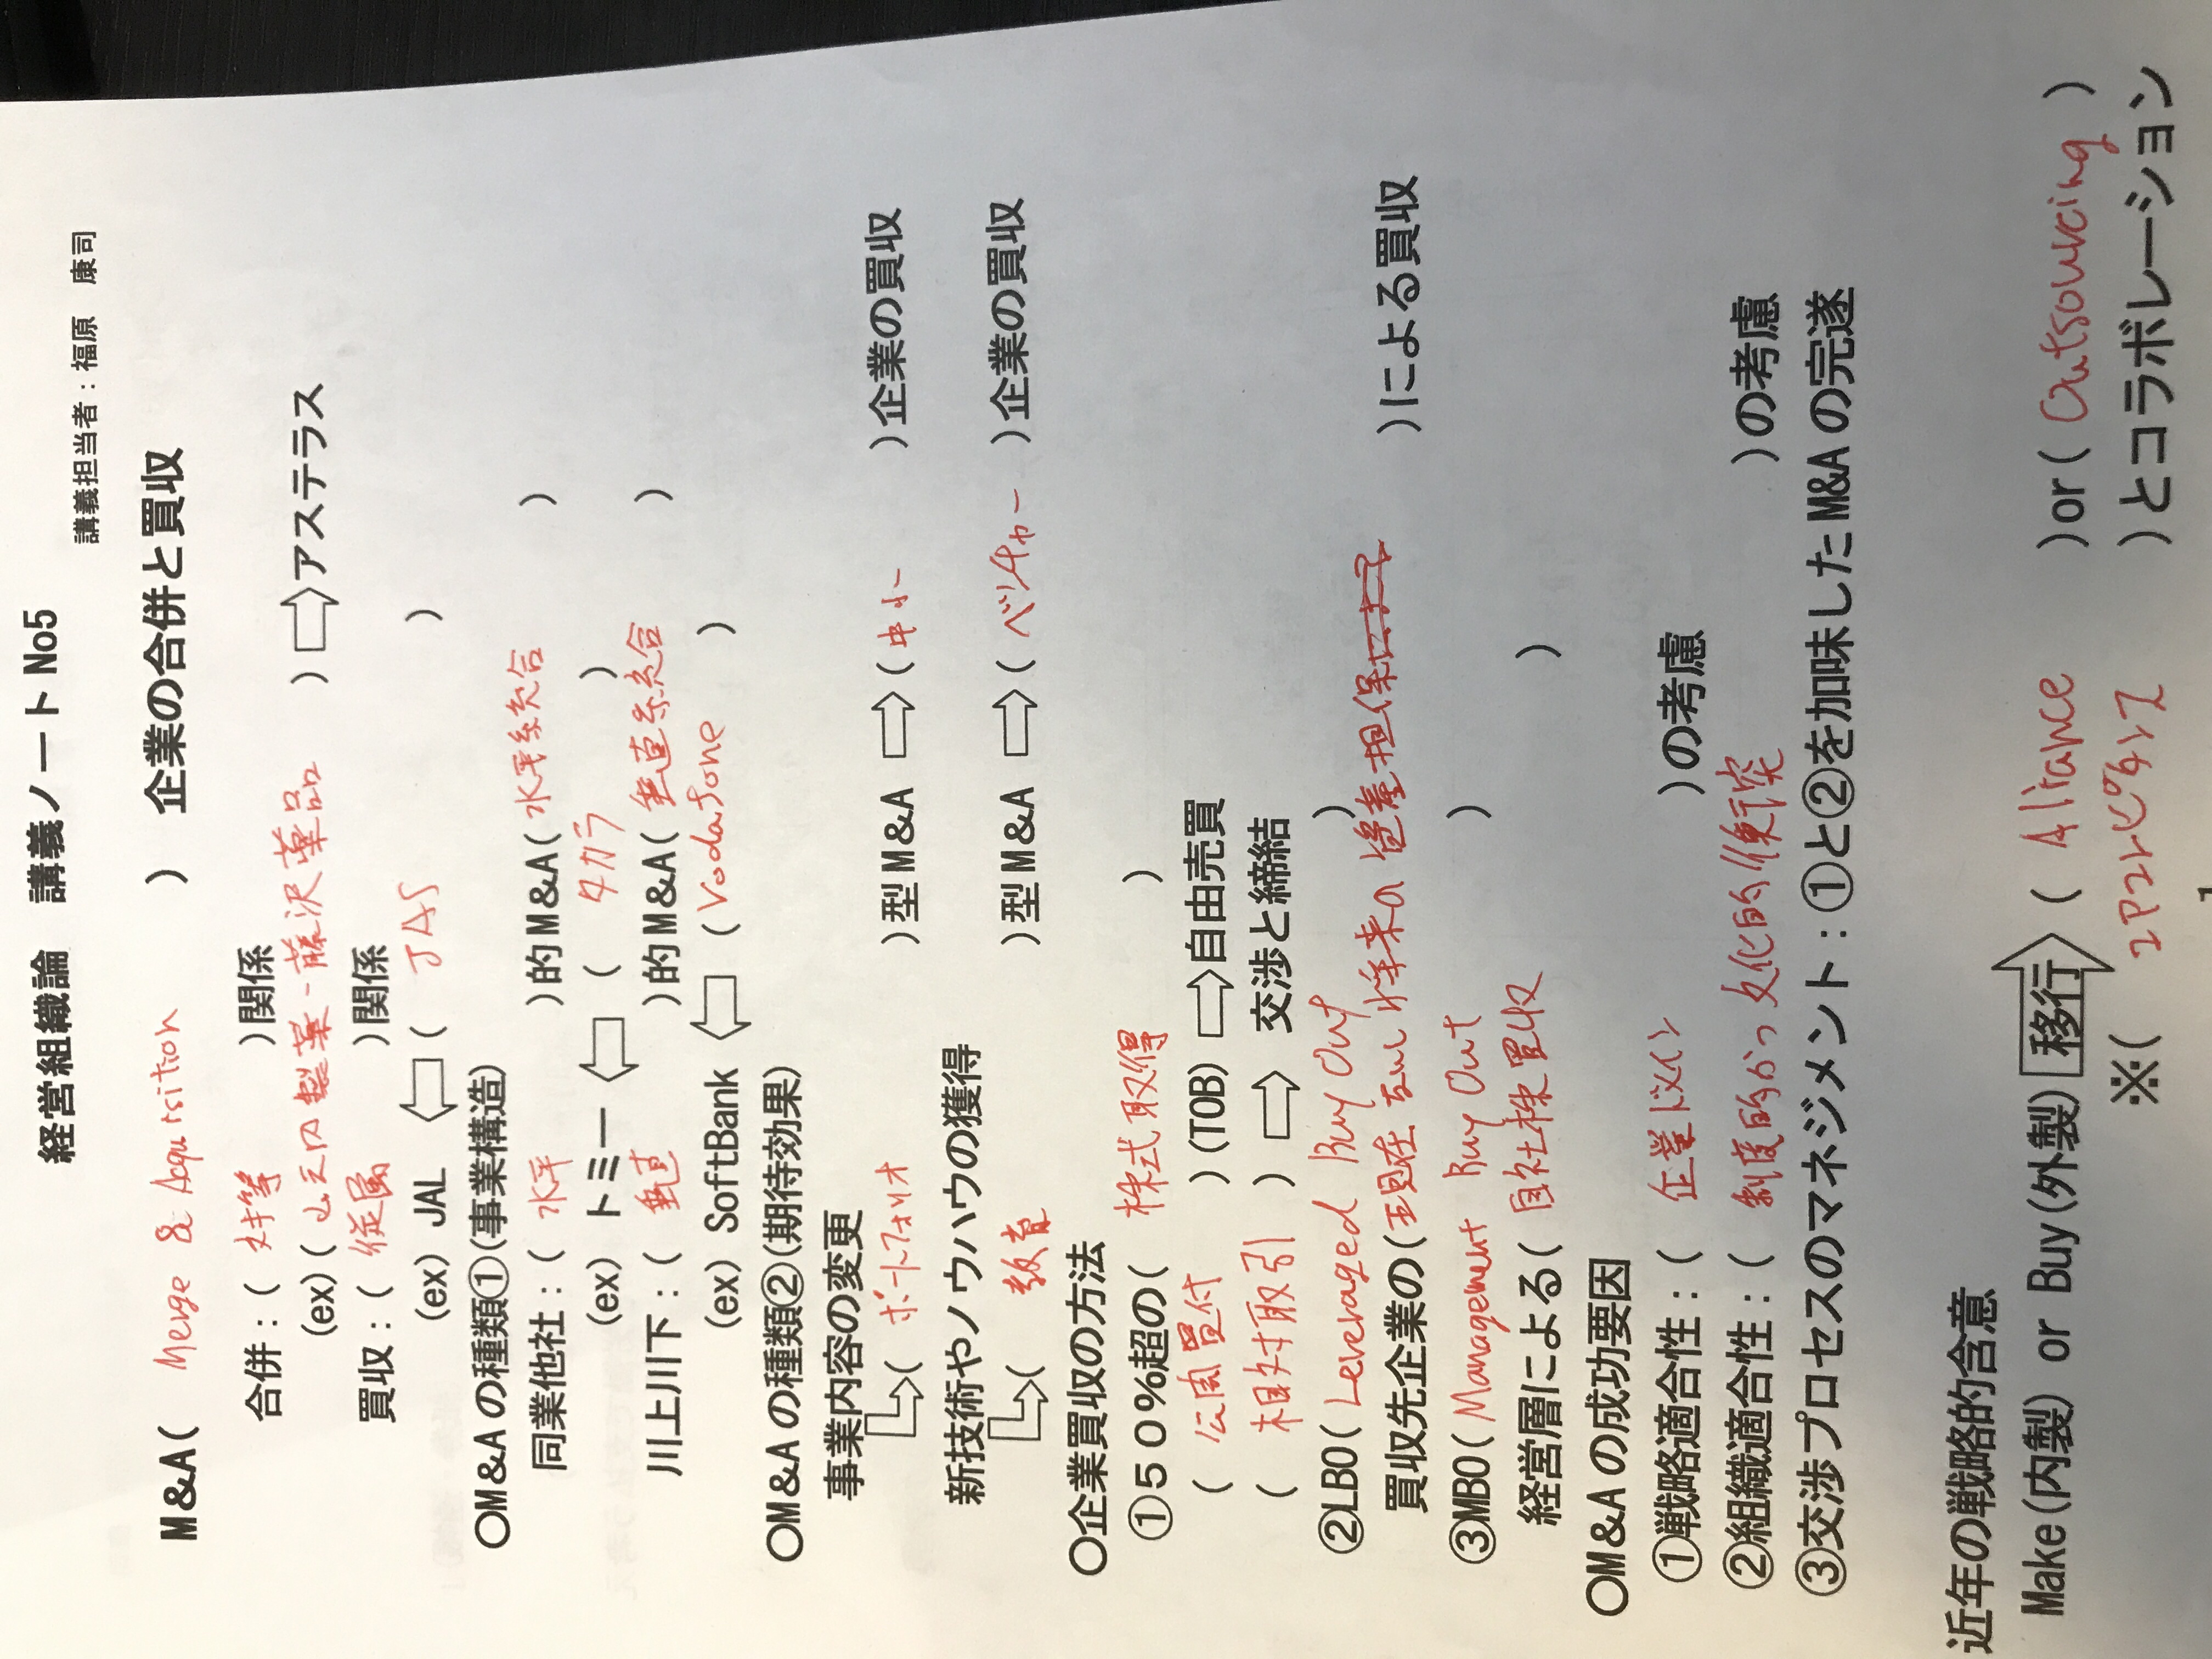 経営組織論　講義ノート No5
講義担当者：福原　康司
M&A( Merge & Acquisition ) 企業の合併と買収
合併：( 対等 )関係
(ex)( 山之内製薬-藤沢薬品 ) ⇨アステラス
買収：( 従属 )関係
(ex) JAL ⇦ ( JAS )
○M&A の種類①(事業構造)
同業他社：( 水平 )的 M&A( 水平統合 )
(ex) トミー ⇦ ( タカラ )
川上川下：( 垂直 )的 M&A( 垂直統合 )
(ex) SoftBank ⇦ ( Vodafone )
○M&A の種類②(期待効果)
事業内容の変更
( ポートフォリオ )型 M&A ⇨ ( 中小 )企業の買収
新技術やノウハウの獲得
( 教育 )型 M&A ⇨ ( ベンチャー )企業の買収
○企業買収の方法
①５０%超の( 株式取得 )
( 公開買付 )(TOB) ⇨自由売買
( 相対取引 ) ⇨ 交渉と締結
②LBO( Leveraged Buy Out )
買収先企業の( 現在ないし将来の資産担保による )による買収
③MBO( Management Buy Out )
経営層による( 自社株買収 )
○M&A の成功要因
①戦略適合性：( 企業ドメイン )の考慮
②組織適合性：( 制度的かつ文化的衝突 )の考慮
③交渉プロセスのマネジメント：①と②を加味した M&A の完遂
近年の戦略的含意
Make(内製) or Buy(外製) 移行 ( Aliance )or( Outsourcing )
※( コアコンピタンス )とコラボレーション
1